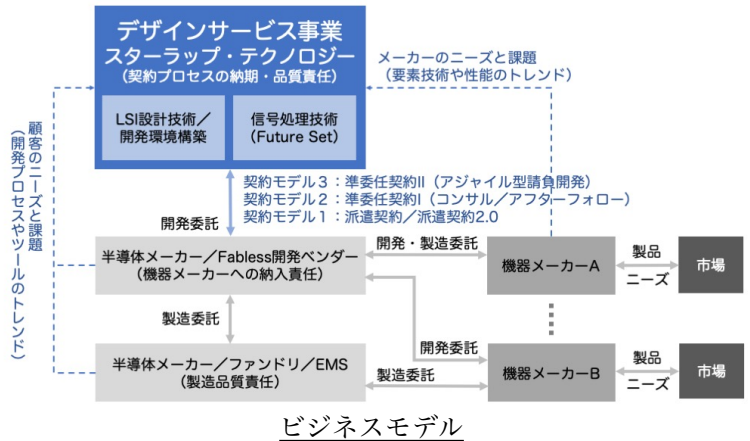 デザインサービス事業
スターラップ・テクノロジー
（契約プロセスの納期・品質責任）
LSI設計技術／
開発環境構築
信号処理技術
（Future Set）
メーカーのニーズと課題
（要素技術や性能のトレンド）
顧客のニーズと課題
（開発プロセスやツールのトレンド）
契約モデル３：準委任契約II（アジャイル型請負開発）
契約モデル２：準委任契約I（コンサル／アフターフォロー）
契約モデル１：派遣契約／派遣契約2.0
開発委託
半導体メーカー／Fabless開発ベンダー
（機器メーカーへの納入責任）
開発・製造委託
機器メーカーA
製品
ニーズ
市場
製造委託
開発委託
半導体メーカー／ファンドリ／EMS
（製造品質責任）
製造委託
機器メーカーB
製品
ニーズ
市場
ビジネスモデル